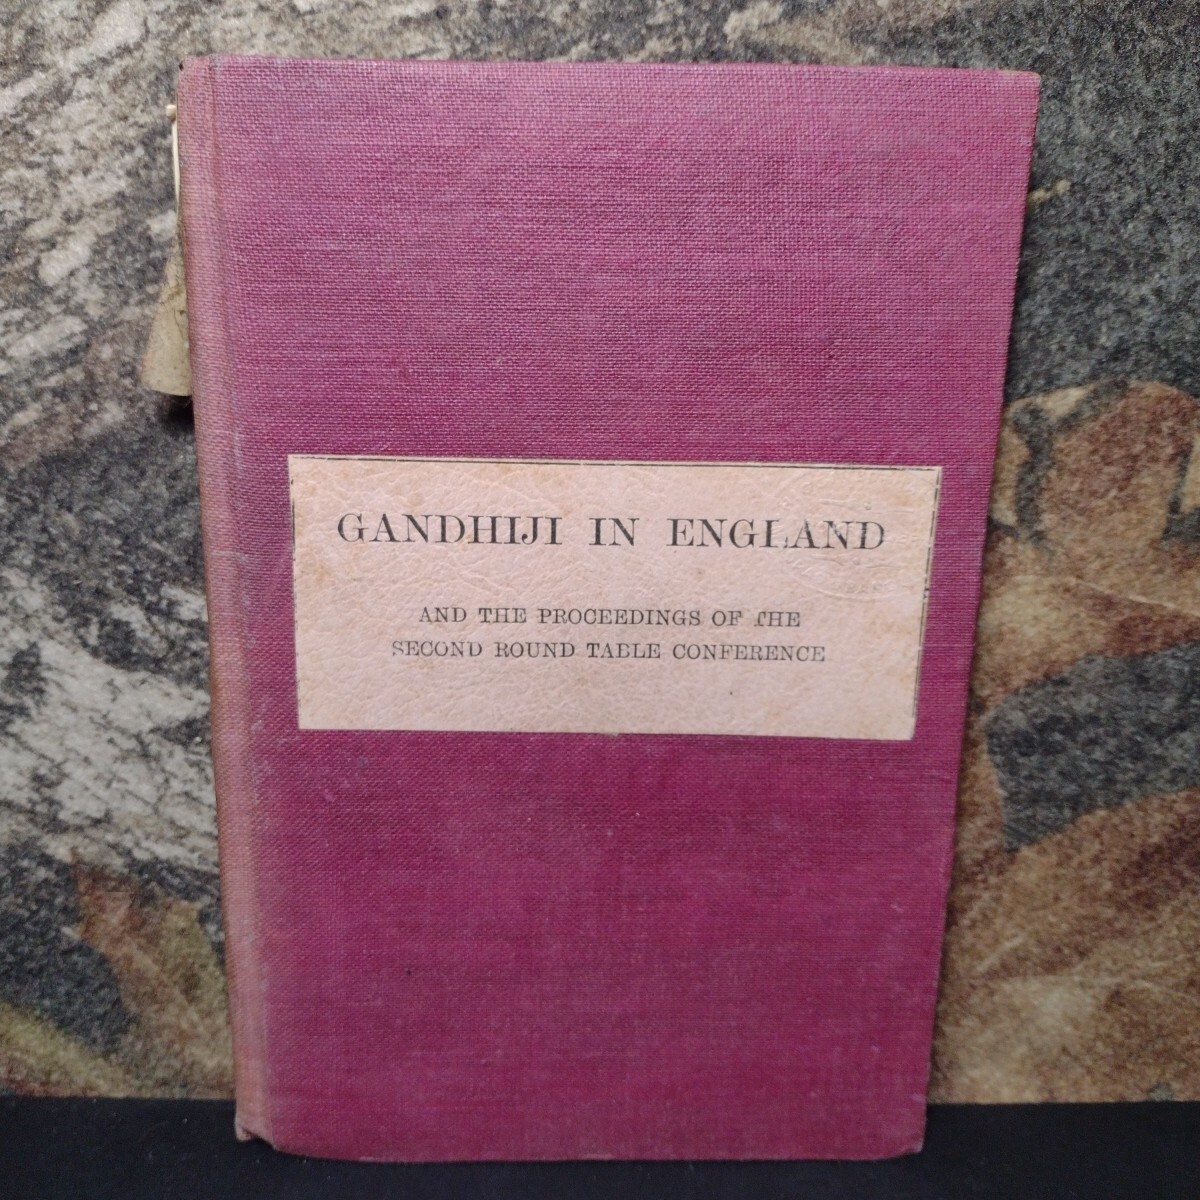 GANDHIJI IN ENGLAND
AND THE PROCEEDINGS OF THE
SECOND ROUND TABLE CONFERENCE